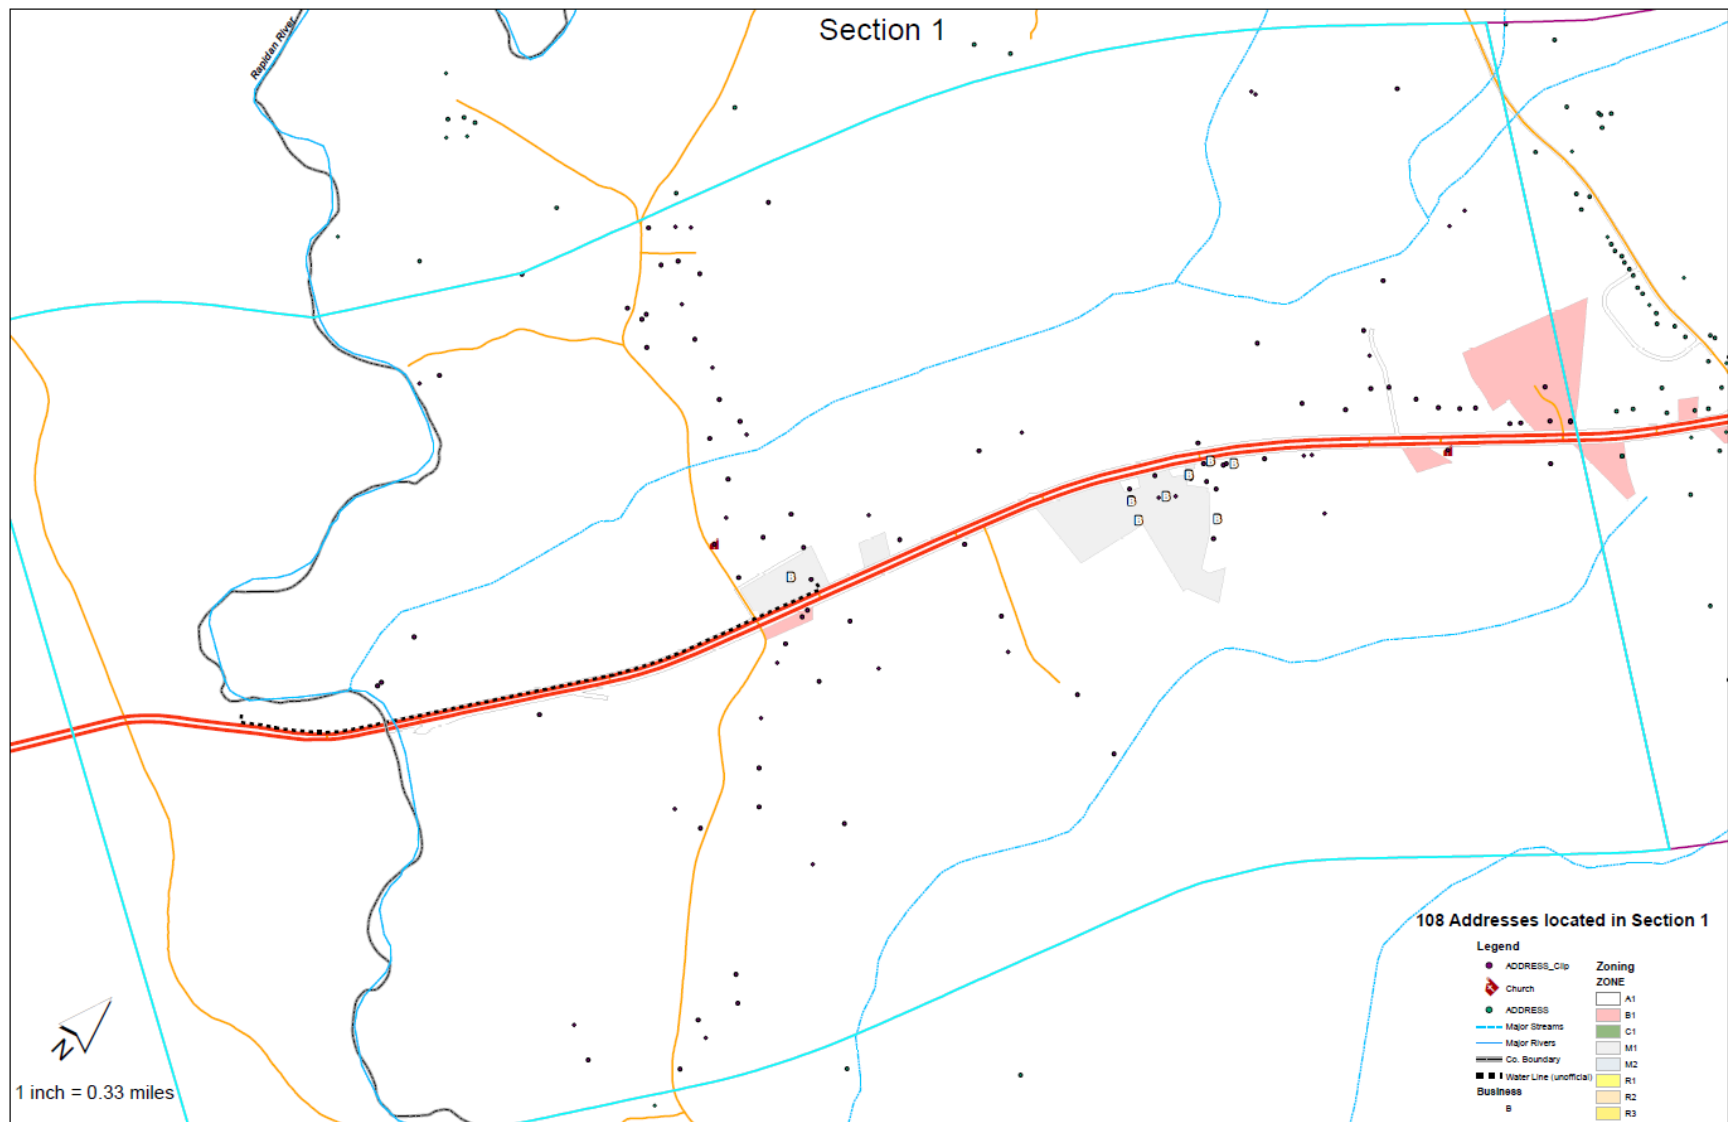 Section 1
Rapidan River
B
B
B
B
B
B
B
B
108 Addresses located in Section 1
Legend
ADDRESS_Clip
Church
ADDRESS
Major Streams
Major Rivers
Co. Boundary
Water Line (unofficial)
Business
B
Zoning
ZONE
A1
B1
C1
M1
M2
R1
R2
R3
N
1 inch = 0.33 miles